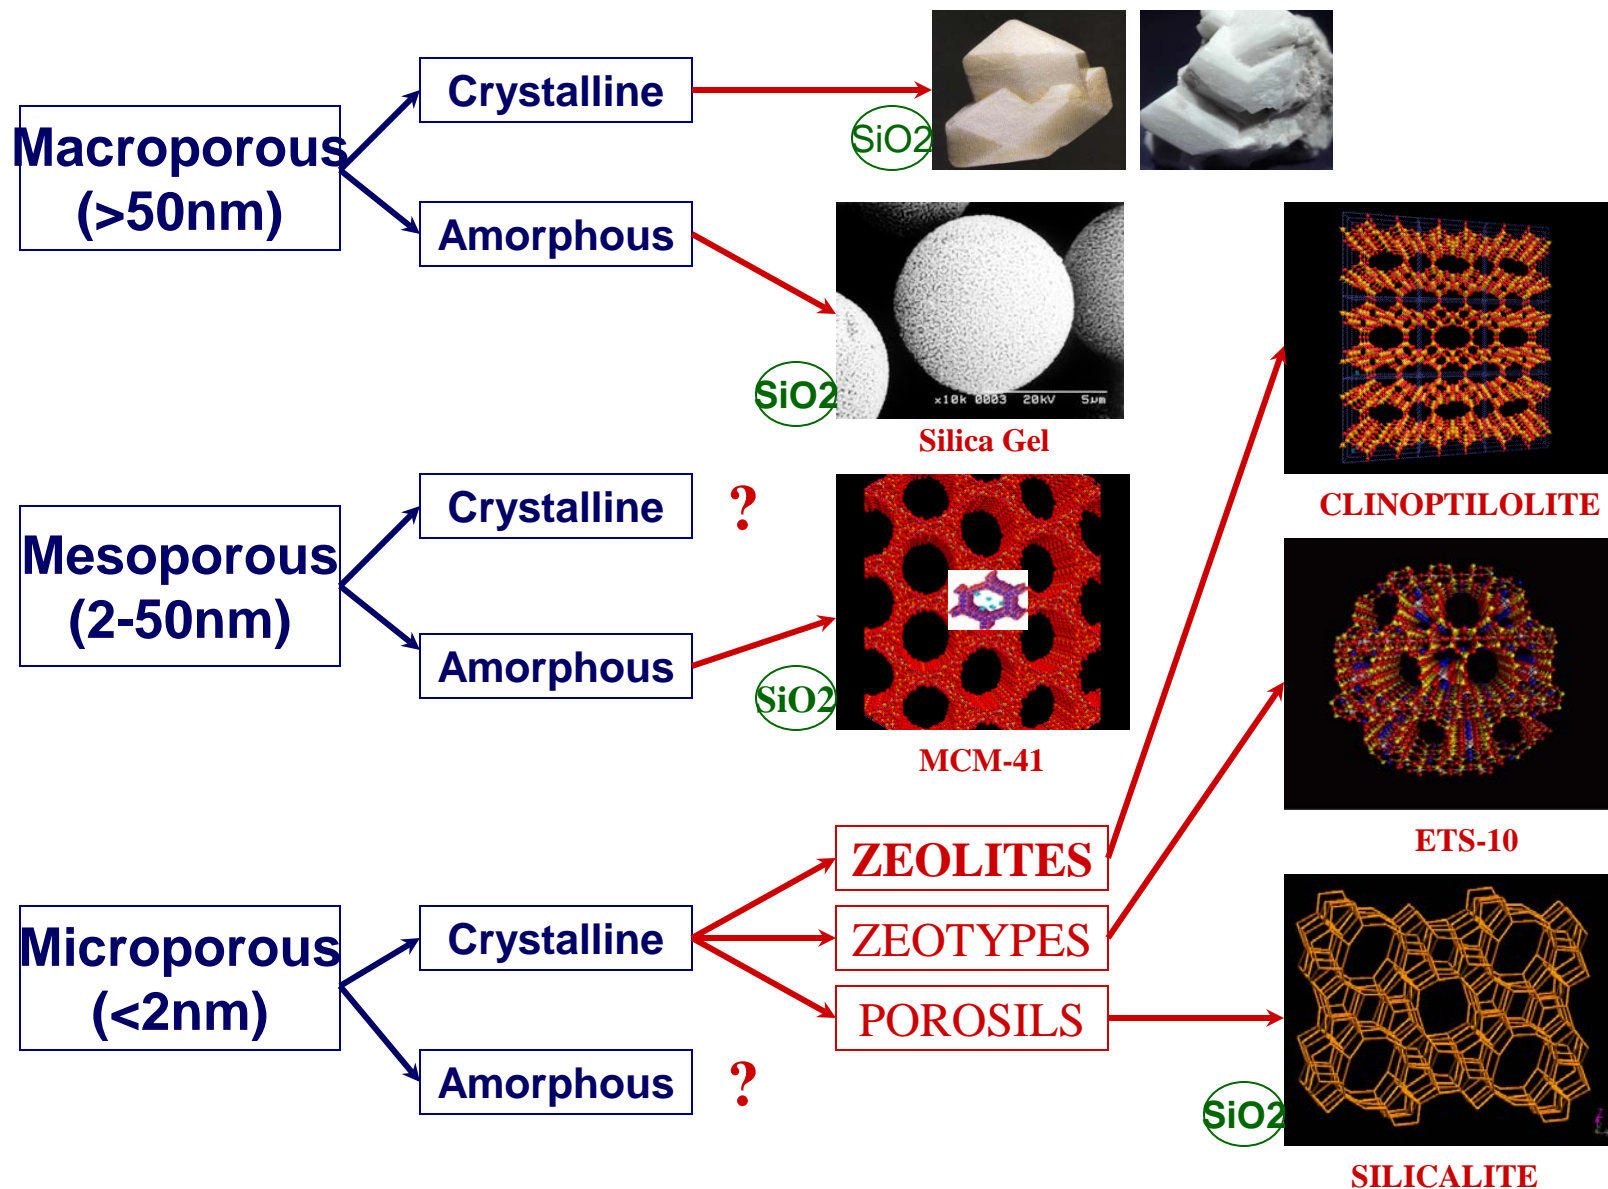 Macroporous
(>50nm)
Crystalline
SiO2
Amorphous
SiO2
x10k 0003 20kV 5µm
Silica Gel
Mesoporous
(2-50nm)
Crystalline
?
Amorphous
SiO2
MCM-41
Microporous
(<2nm)
Crystalline
ZEOLITES
ZEOTYPES
POROSILS
Amorphous
?
CLINOPTILOLITE
ETS-10
SiO2
SILICALITE